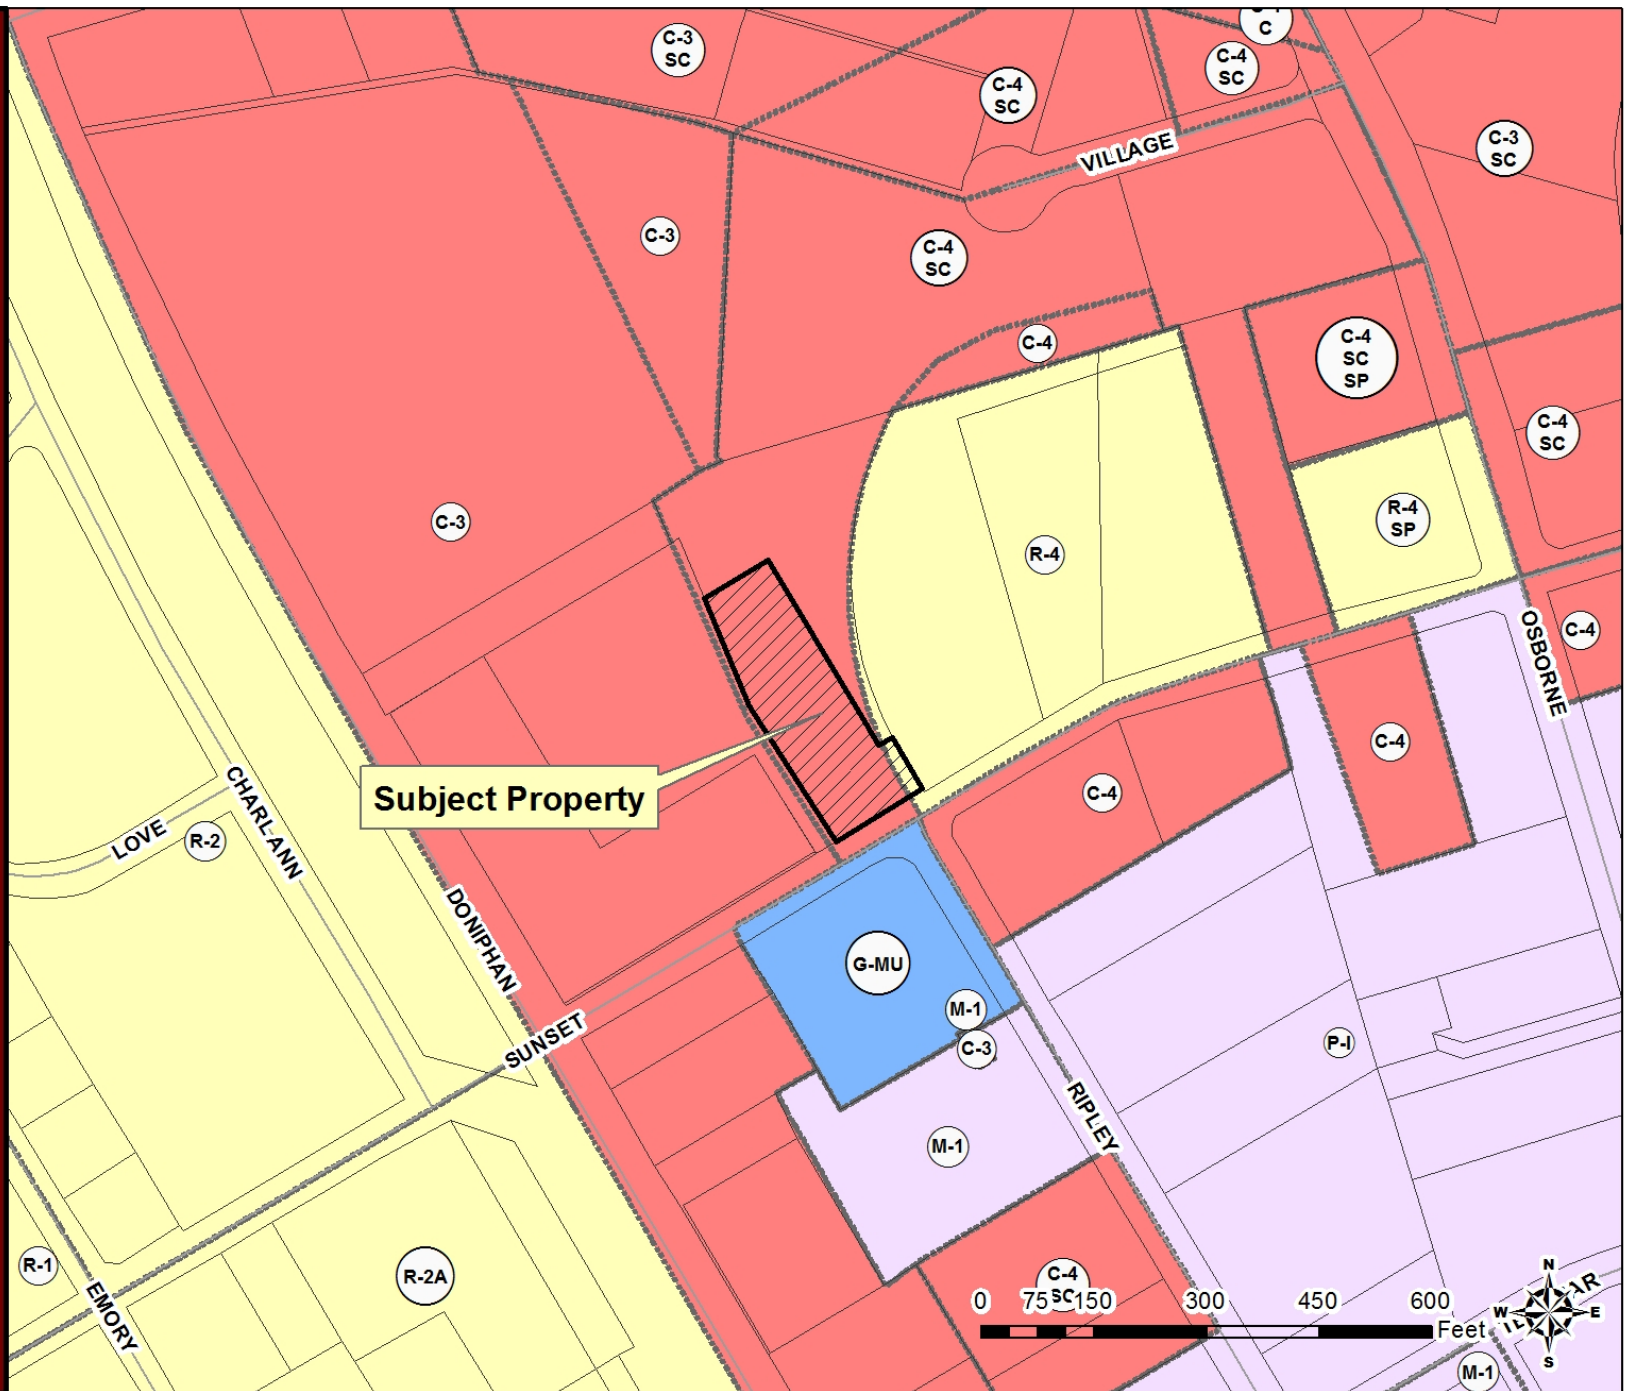 C
C-3
SC
C-4
SC
C-4
SC
C-3
SC
VILLAGE
C-3
C-4
SC
C-4
C-4
SC
SP
C-4
SC
C-3
R-4
R-4
SP
C-4
OSBORNE
C-4
C-4
Subject Property
CHARL ANN
LOVE
R-2
DONIPHAN
SUNSET
G-MU
M-1
C-3
P-I
M-1
RIPLEY
R-1
R-2A
EMORY
C-4
SC
0 75 150 300 450 600
Feet
N
W E
S
M-1